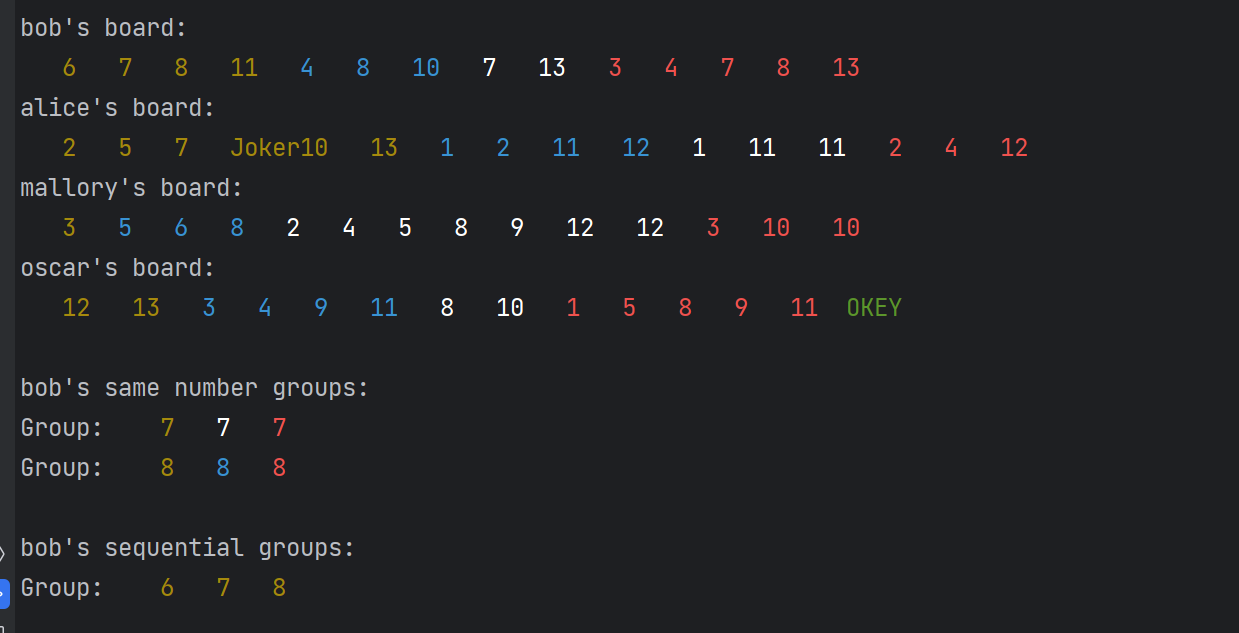 bob's board:
6 7 8 11 4 8 10 7 13 3 4 7 8 13
alice's board:
2 5 7 Joker10 13 1 2 11 12 1 11 11 2 4 12
mallory's board:
3 5 6 8 2 4 5 8 9 12 12 3 10 10
oscar's board:
12 13 3 4 9 11 8 10 1 5 8 9 11 OKEY
bob's same number groups:
Group: 7 7 7
Group: 8 8 8
bob's sequential groups:
Group: 6 7 8